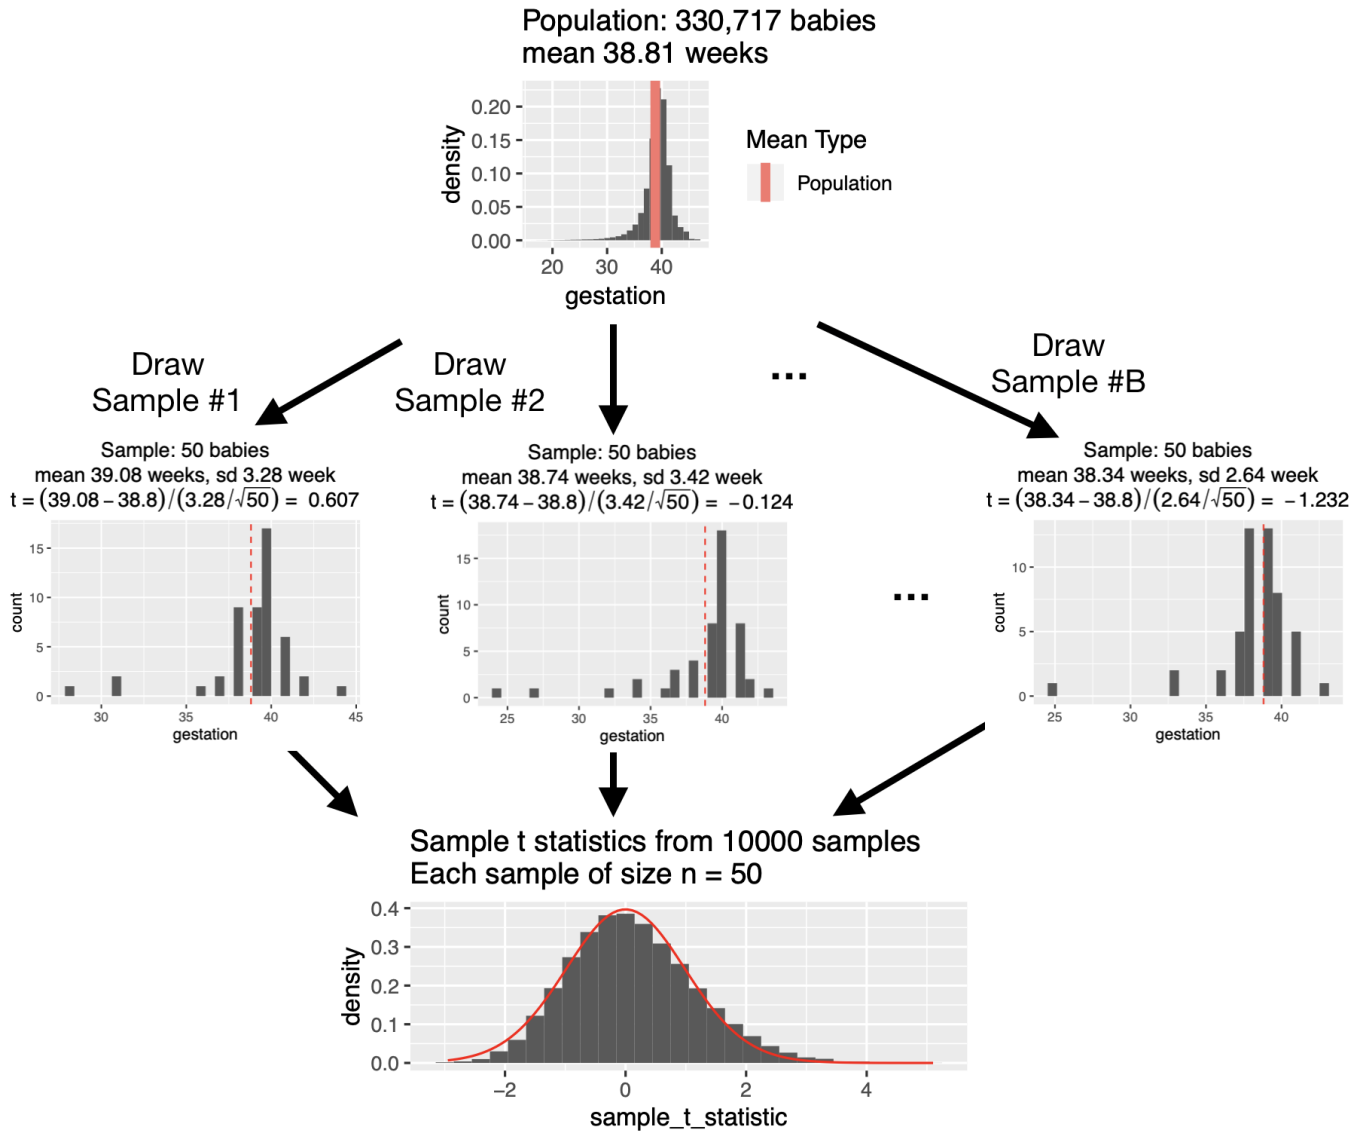 Population: 330,717 babies
mean 38.81 weeks
0.20
0.15
0.10
0.05
0.00
density
20 30 40
gestation
Mean Type
Population
Draw
Sample #1
Draw
Sample #2
...
Draw
Sample #B
Sample: 50 babies
mean 39.08 weeks, sd 3.28 week
t = (39.08 − 38.8)/(3.28/√50) = 0.607
15
10
5
0
count
30 35 40 45
gestation
Sample: 50 babies
mean 38.74 weeks, sd 3.42 week
t = (38.74 − 38.8)/(3.42/√50) = −0.124
15
10
5
0
count
25 30 35 40
gestation
...
Sample: 50 babies
mean 38.34 weeks, sd 2.64 week
t = (38.34 − 38.8)/(2.64/√50) = −1.232
10
5
0
count
25 30 35 40
gestation
Sample t statistics from 10000 samples
Each sample of size n = 50
0.4
0.3
0.2
0.1
0.0
density
−2 0 2 4
sample_t_statistic